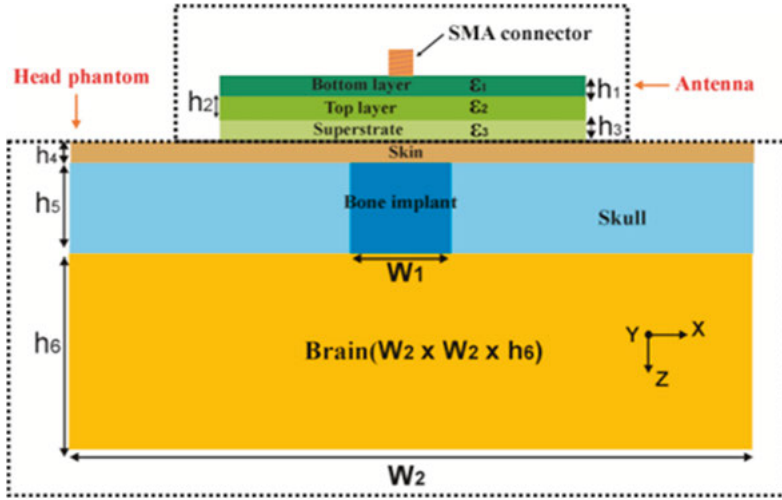 SMA connector
Head phantom
Bottom layer ε1
h1
Antenna
h2
Top layer ε2
Superstrate ε3
h3
h4
Skin
h5
Bone implant
Skull
W1
h6
Y X
Brain(W2 x W2 x h6)
Z
W2